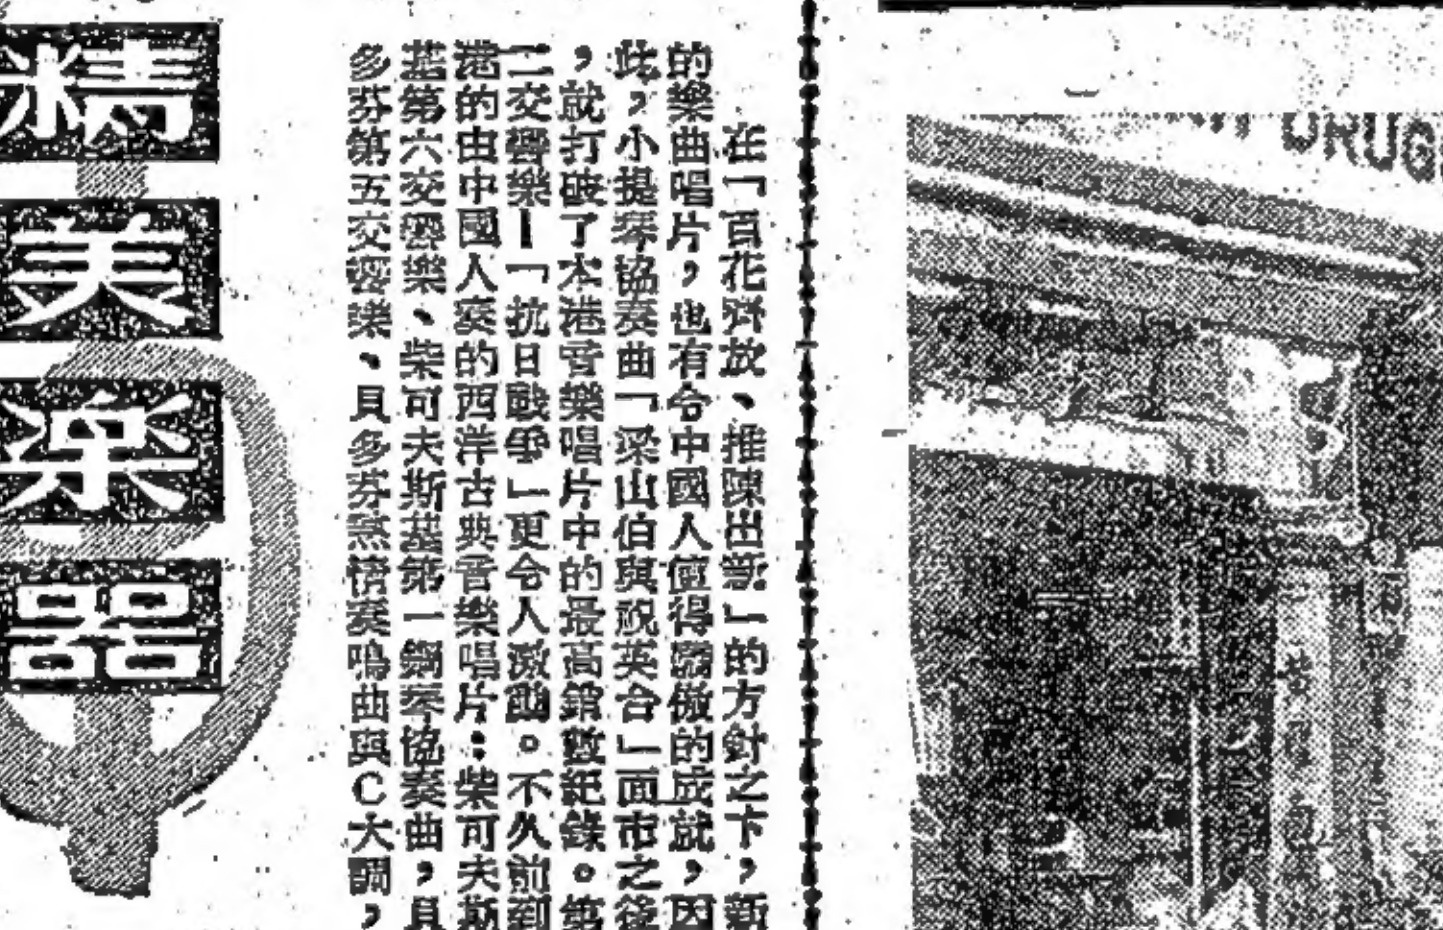 在「百花齊放、推陳出新」的方針之下,新
的樂曲唱片,也有令中國人值得驕傲的成就,因
此,小提琴協奏曲「梁山伯與祝英台」面市之後
,就打破了本港音樂唱片中的最高銷數紀錄。第
二交響樂—「抗日戰爭」更令人激動。不久前到
港的由中國人奏的西洋古典音樂唱片:柴可夫斯
基第六交響樂、柴可夫斯基第一鋼琴協奏曲,貝
多芬第五交響樂、貝多芬熱情奏鳴曲與C大調,
精美樂器
DRUG